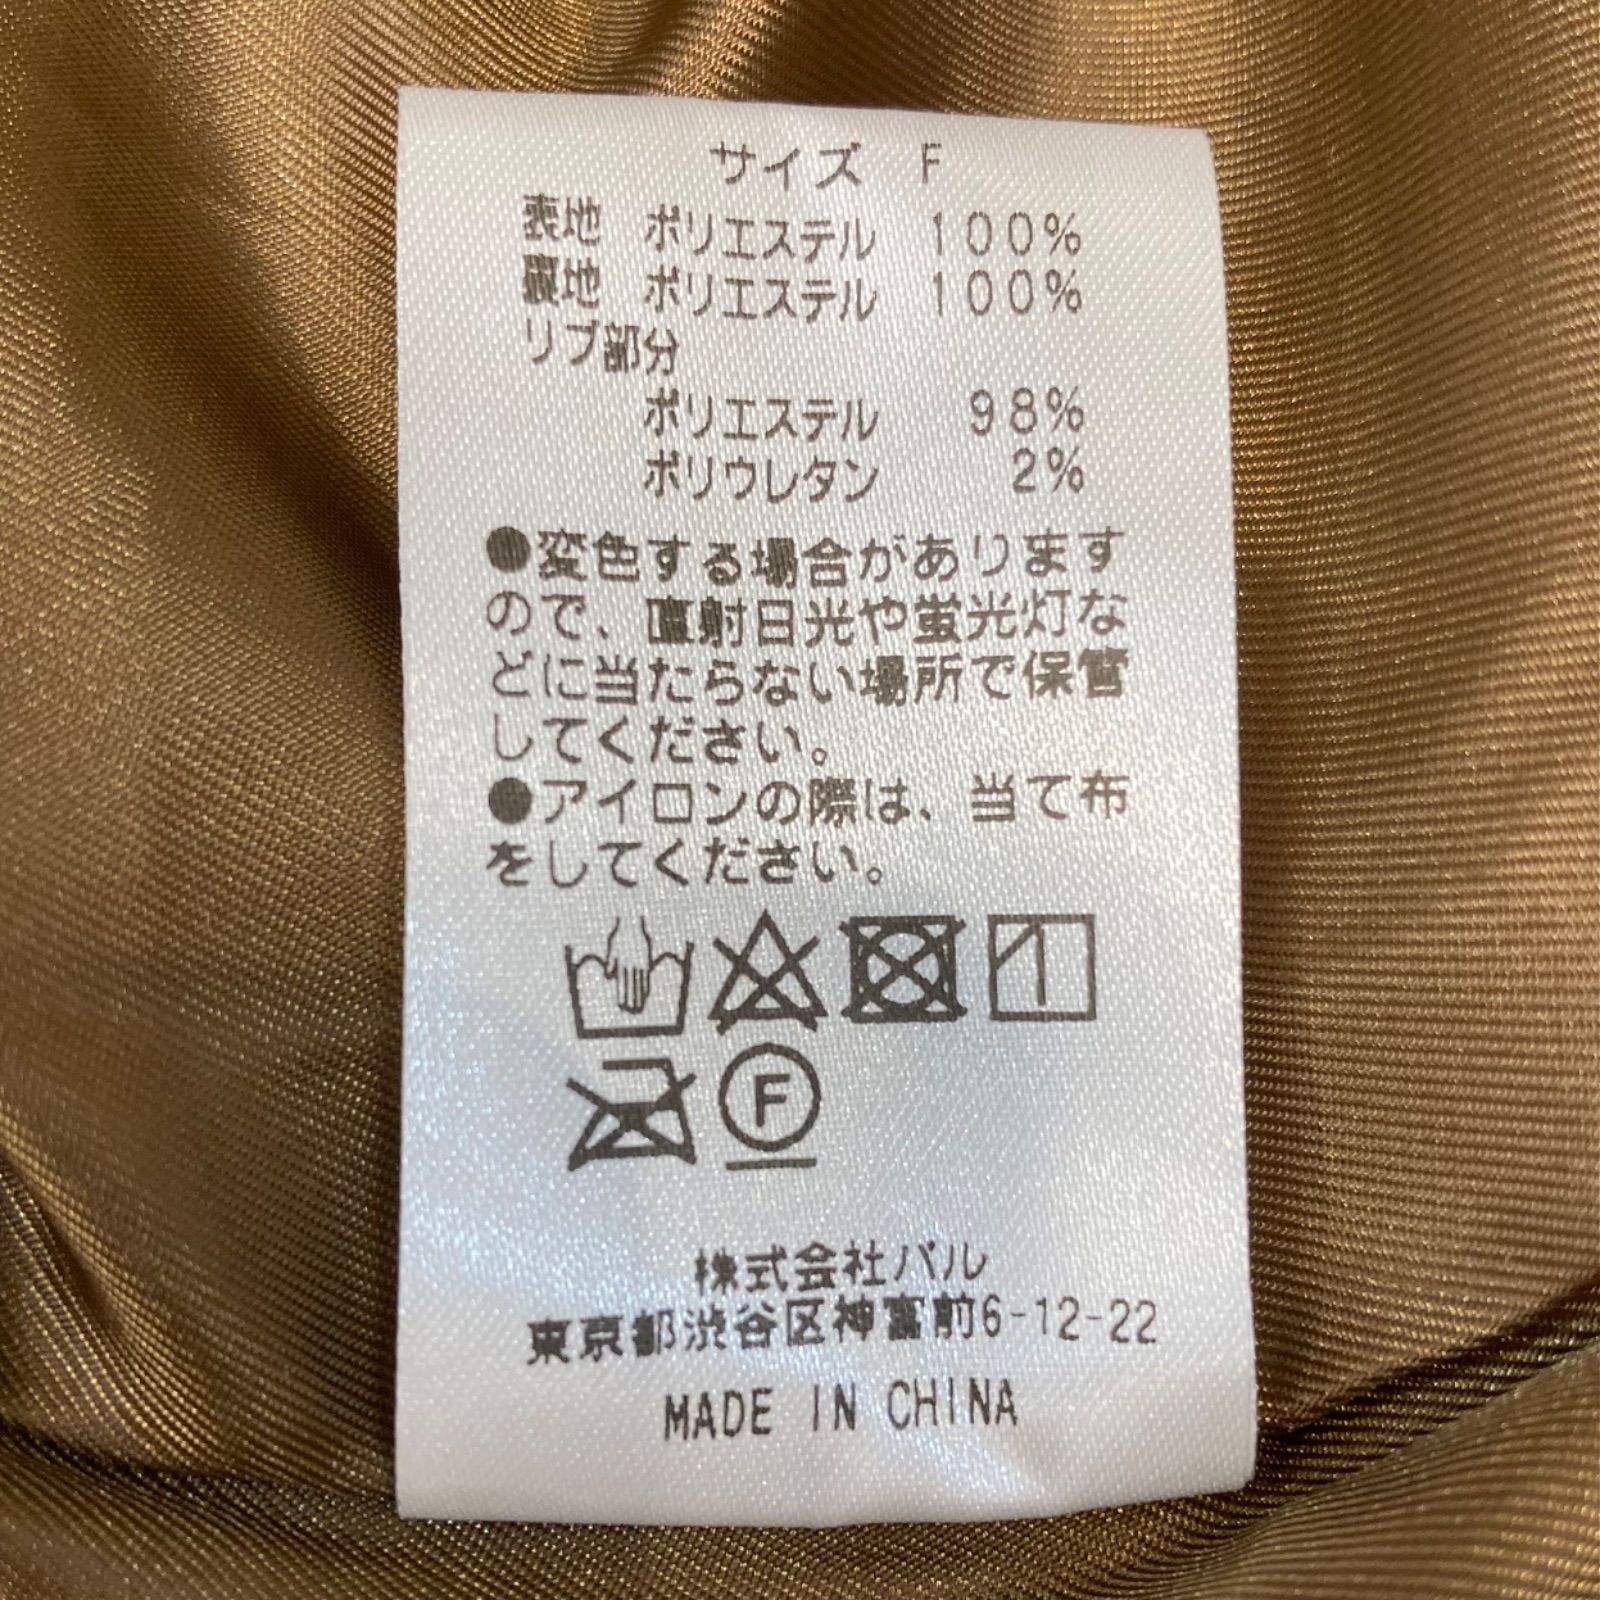 サイズ F
表地 ポリエステル 100%
裏地 ポリエステル 100%
リブ部分
ポリエステル 98%
ポリウレタン 2%
●変色する場合があります
ので、直射日光や蛍光灯な
どに当たらない場所で保管
してください。
●アイロンの際は、当て布
をしてください。
F
株式会社パル
東京都渋谷区神宮前6-12-22
MADE IN CHINA